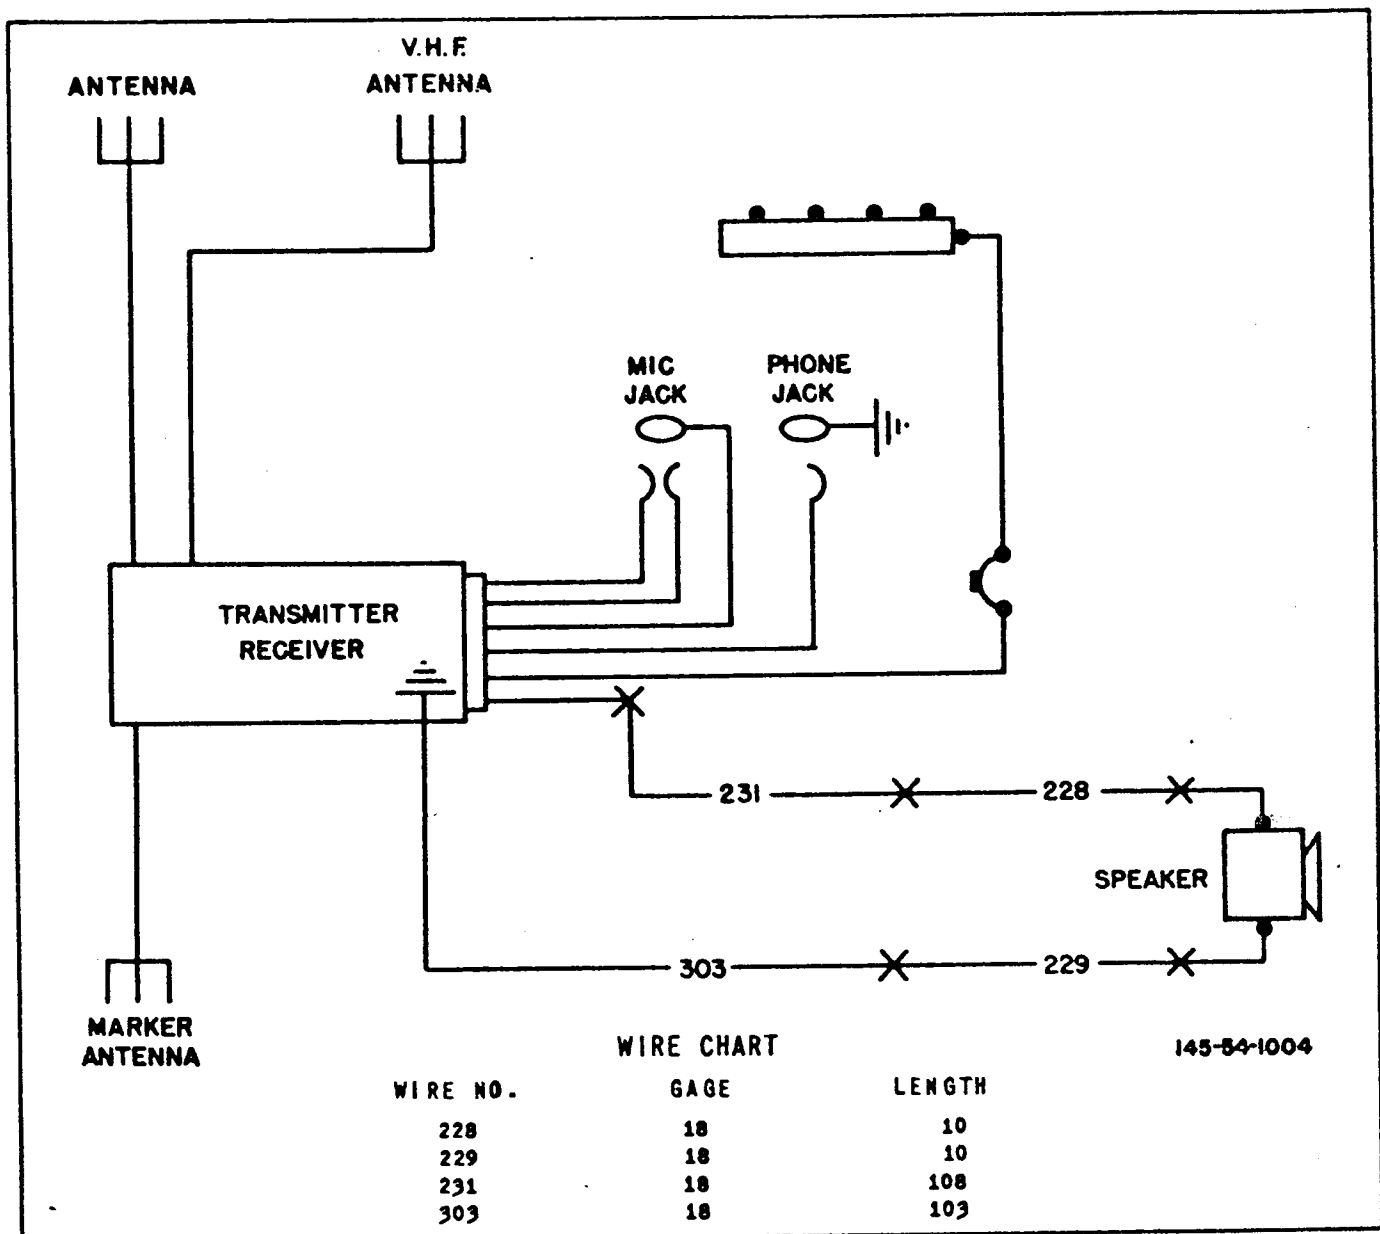 V.H.F.
ANTENNA
ANTENNA
MIC
JACK
PHONE
JACK
TRANSMITTER
RECEIVER
231
228
SPEAKER
303
229
MARKER
ANTENNA
WIRE CHART
145-54-1004
WIRE NO. GAGE LENGTH
228 18 10
229 18 10
231 18 108
303 18 103